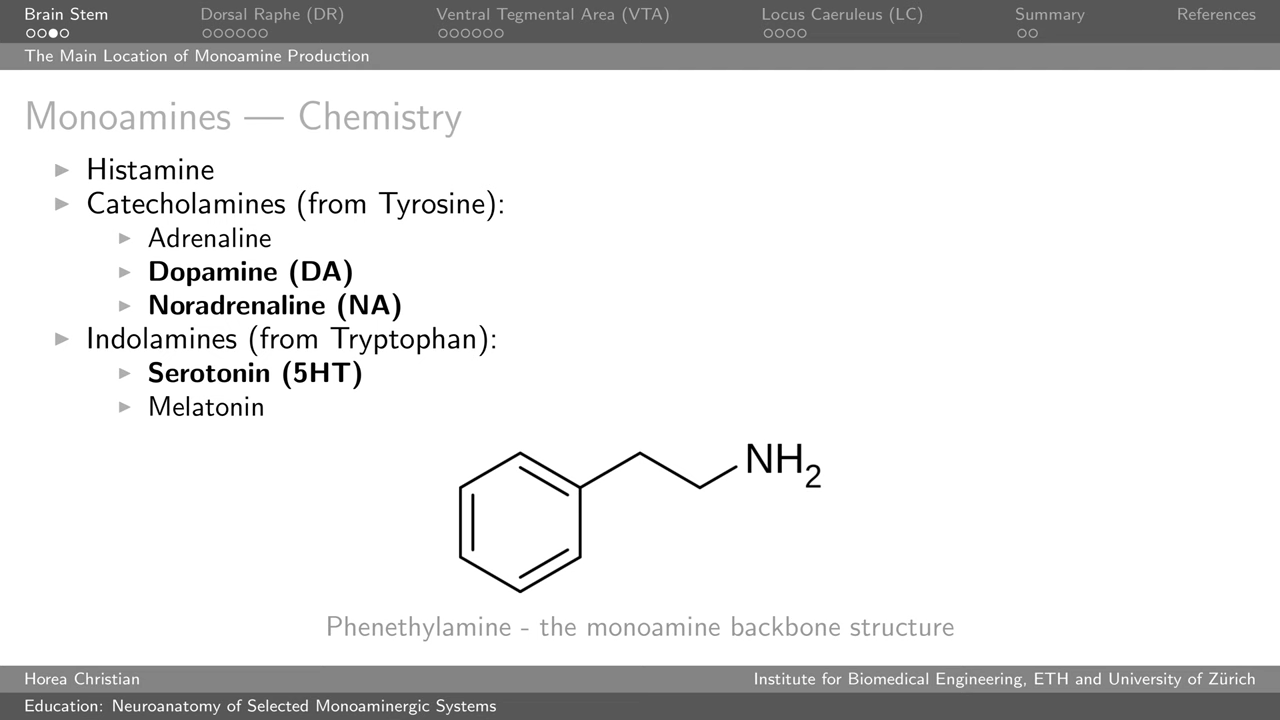 Brain Stem Dorsal Raphe (DR) Ventral Tegmental Area (VTA) Locus Caeruleus (LC) Summary References
The Main Location of Monoamine Production
Monoamines — Chemistry
Histamine
Catecholamines (from Tyrosine):
Adrenaline
Dopamine (DA)
Noradrenaline (NA)
Indolamines (from Tryptophan):
Serotonin (5HT)
Melatonin
NH2
Phenethylamine - the monoamine backbone structure
Horea Christian Institute for Biomedical Engineering, ETH and University of Zürich
Education: Neuroanatomy of Selected Monoaminergic Systems